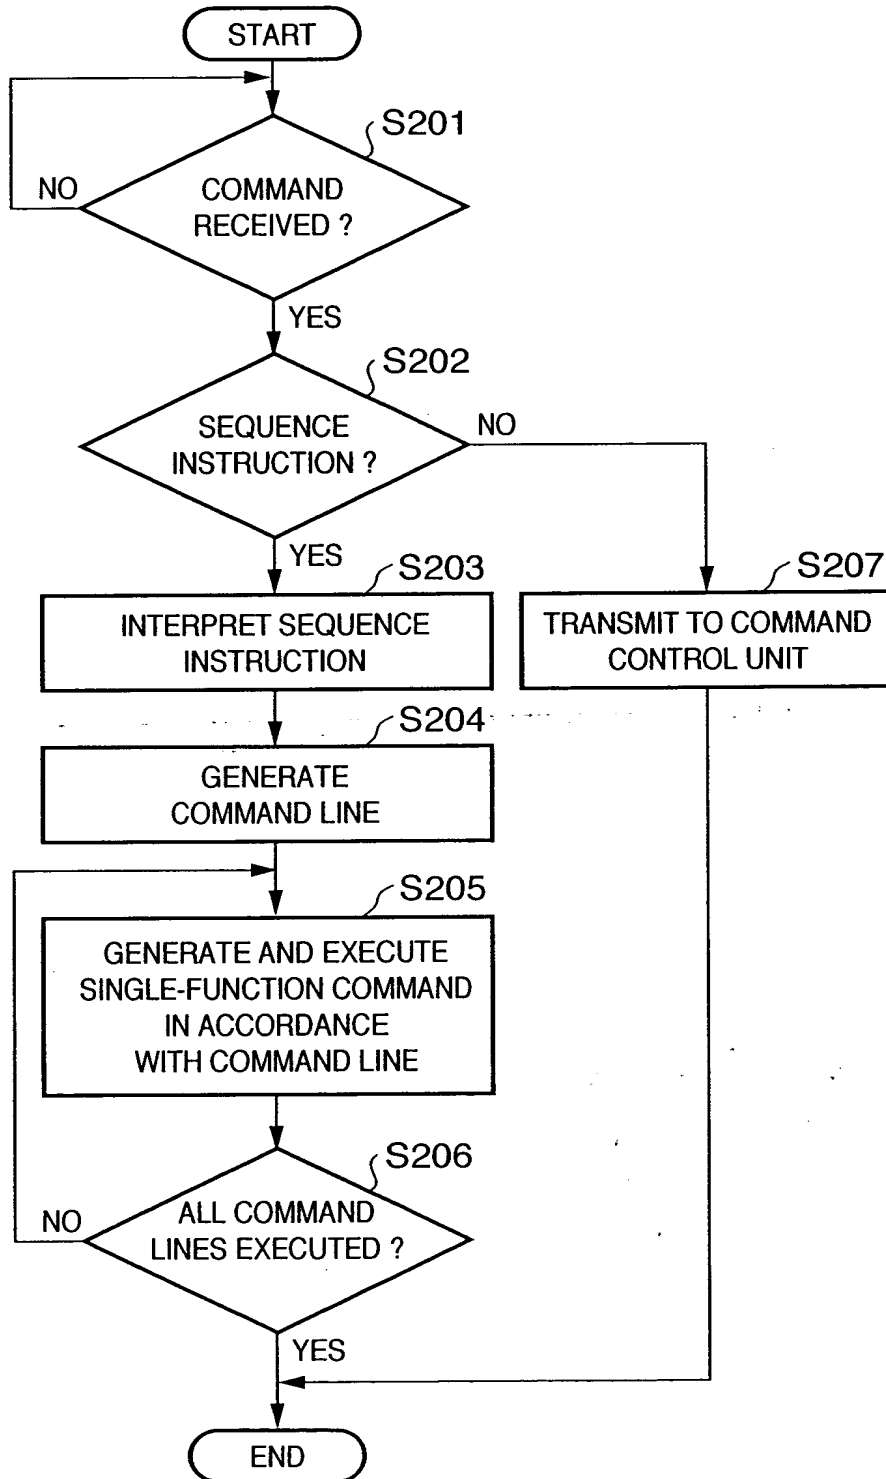 START
S201
NO
COMMAND
RECEIVED ?
YES
S202
SEQUENCE
INSTRUCTION ?
NO
YES
S203
INTERPRET SEQUENCE
INSTRUCTION
S207
TRANSMIT TO COMMAND
CONTROL UNIT
S204
GENERATE
COMMAND LINE
S205
GENERATE AND EXECUTE
SINGLE-FUNCTION COMMAND
IN ACCORDANCE
WITH COMMAND LINE
S206
NO
ALL COMMAND
LINES EXECUTED ?
YES
END